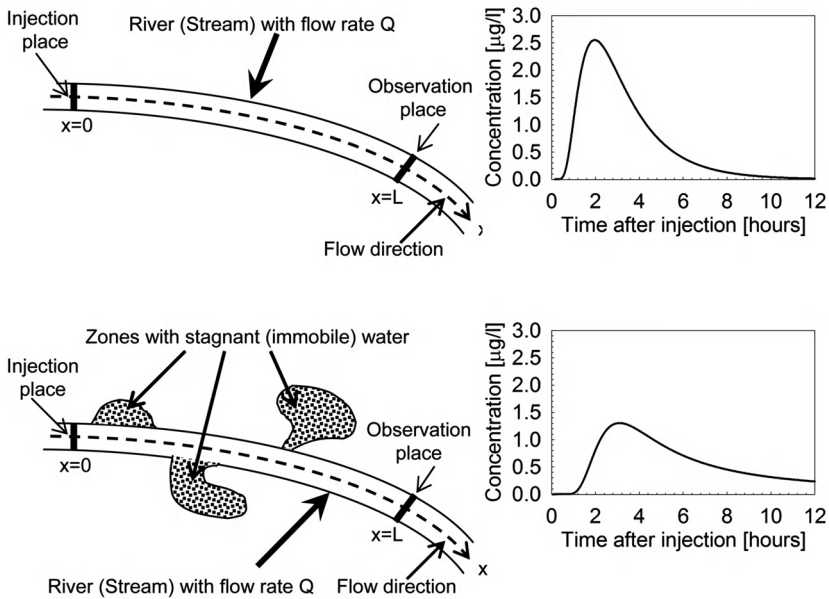 Injection
place
River (Stream) with flow rate Q
Observation
place
x=0
x=L
Flow direction
Concentration [µg/l]
3.0
2.5
2.0
1.5
1.0
0.5
0.0
0 2 4 6 8 10 12
Time after injection [hours]
Zones with stagnant (immobile) water
Injection
place
Observation
place
x=0
x=L
x
River (Stream) with flow rate Q
Flow direction
Concentration [µg/l]
3.0
2.5
2.0
1.5
1.0
0.5
0.0
0 2 4 6 8 10 12
Time after injection [hours]